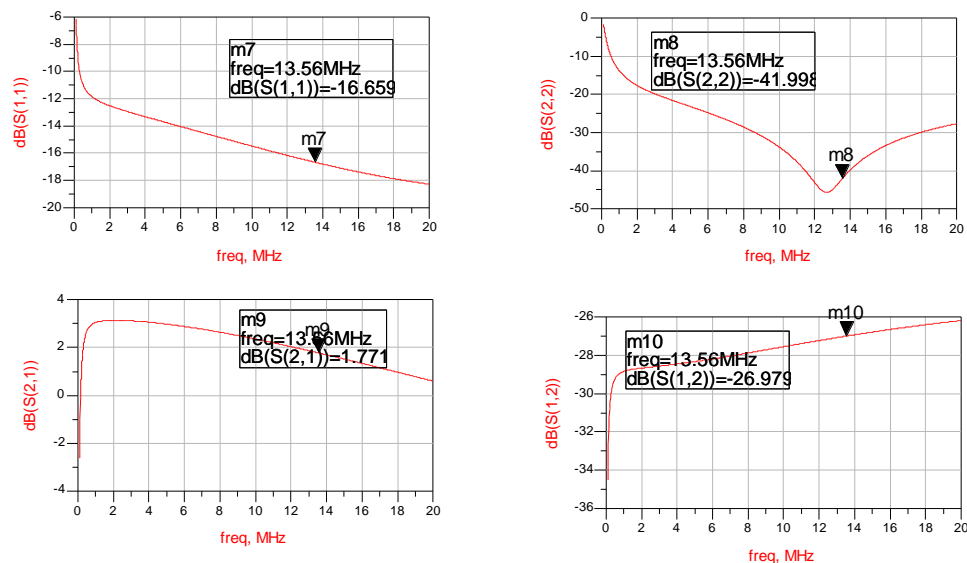 -6
-8
-10
-12
-14
-16
-18
-20
dB(S(1,1))
m7
freq=13.56MHz
dB(S(1,1))=-16.659
m7
0 2 4 6 8 10 12 14 16 18 20
freq, MHz
0
-10
-20
-30
-40
-50
dB(S(2,2))
m8
freq=13.56MHz
dB(S(2,2))=-41.998
m8
0 2 4 6 8 10 12 14 16 18 20
freq, MHz
4
2
0
-2
-4
dB(S(2,1))
m9
freq=13.56MHz
dB(S(2,1))=1.771
m9
0 2 4 6 8 10 12 14 16 18 20
freq, MHz
-26
-28
-30
-32
-34
-36
dB(S(1,2))
m10
freq=13.56MHz
dB(S(1,2))=-26.979
m10
0 2 4 6 8 10 12 14 16 18 20
freq, MHz